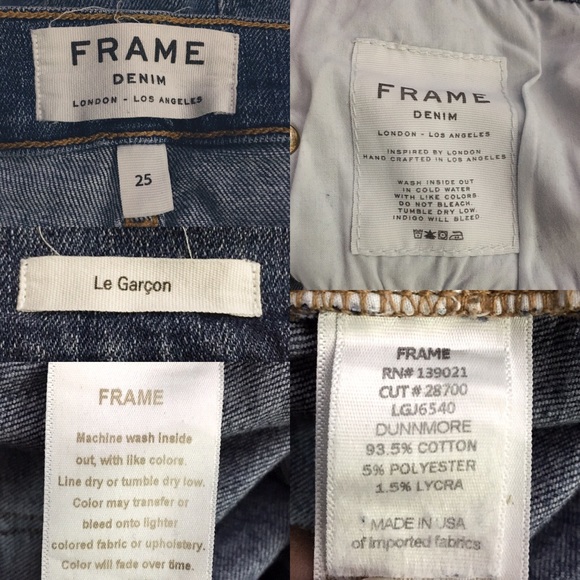 FRAME
DENIM
LONDON - LOS ANGELES
25
Le Garçon
FRAME
Machine wash inside
out, with like colors.
Line dry or tumble dry low.
Color may transfer or
bleed onto lighter
colored fabric or upholstery.
Color will fade over time.
FRAME
DENIM
LONDON - LOS ANGELES
INSPIRED BY LONDON
HAND CRAFTED IN LOS ANGELES
WASH INSIDE OUT
IN COLD WATER
WITH LIKE COLORS.
DO NOT BLEACH.
TUMBLE DRY LOW.
INDIGO WILL BLEED
FRAME
RN# 139021
CUT # 28700
LGJ6540
DUNNMORE
93.5% COTTON
5% POLYESTER
1.5% LYCRA
MADE IN USA
of imported fabrics